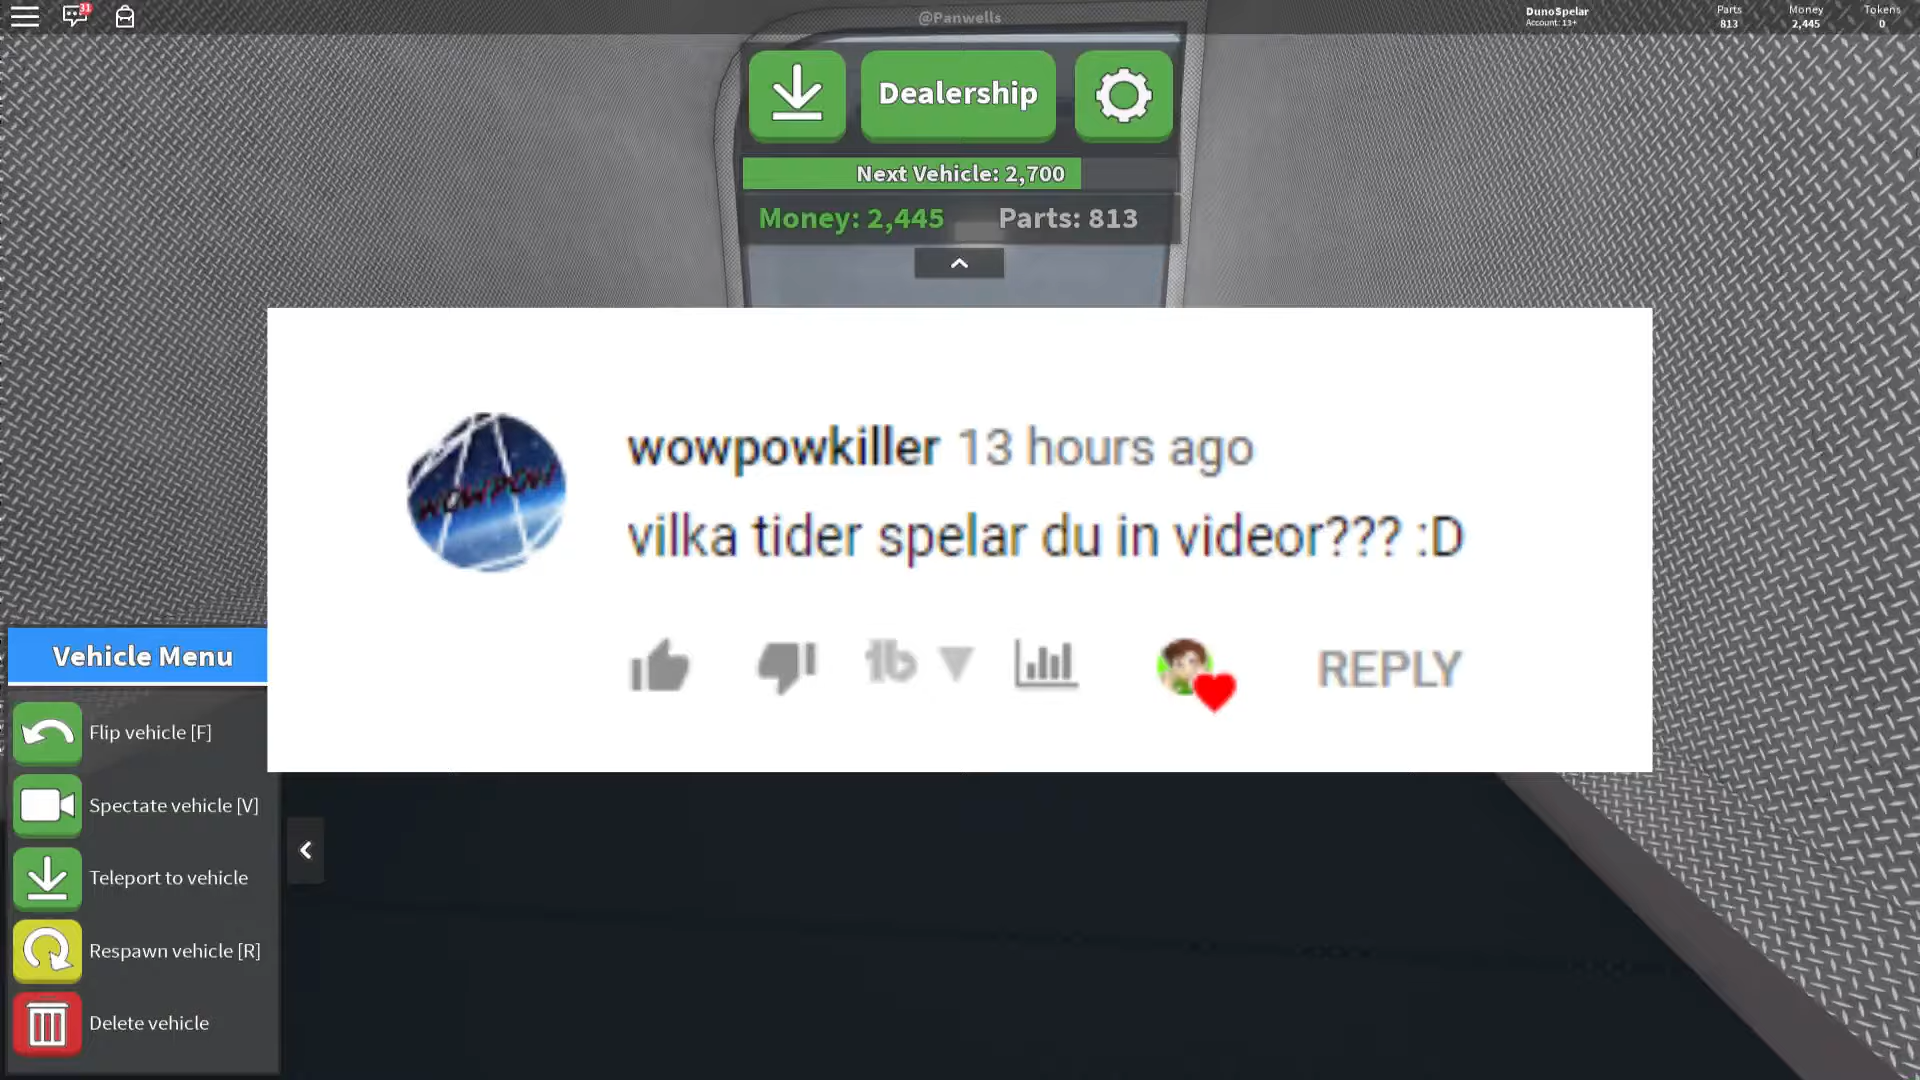 31
@Panwells
DunoSpelar
Account: 13+
Parts
813
Money
2,445
Tokens
0
Dealership
Next Vehicle: 2,700
Money: 2,445
Parts: 813
wowpowkiller 13 hours ago
WOWPOW
vilka tider spelar du in videor??? :D
REPLY
Vehicle Menu
Flip vehicle [F]
Spectate vehicle [V]
Teleport to vehicle
Respawn vehicle [R]
Delete vehicle